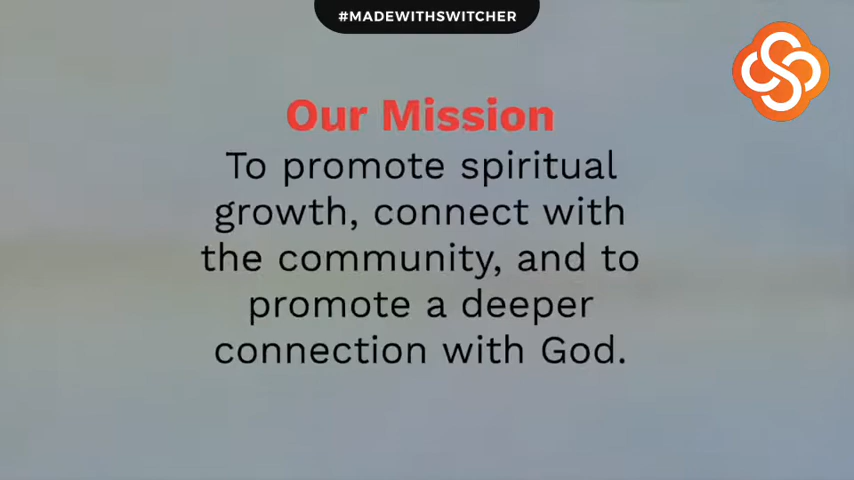 #MADEWITHSWITCHER
Our Mission
To promote spiritual
growth, connect with
the community, and to
promote a deeper
connection with God.